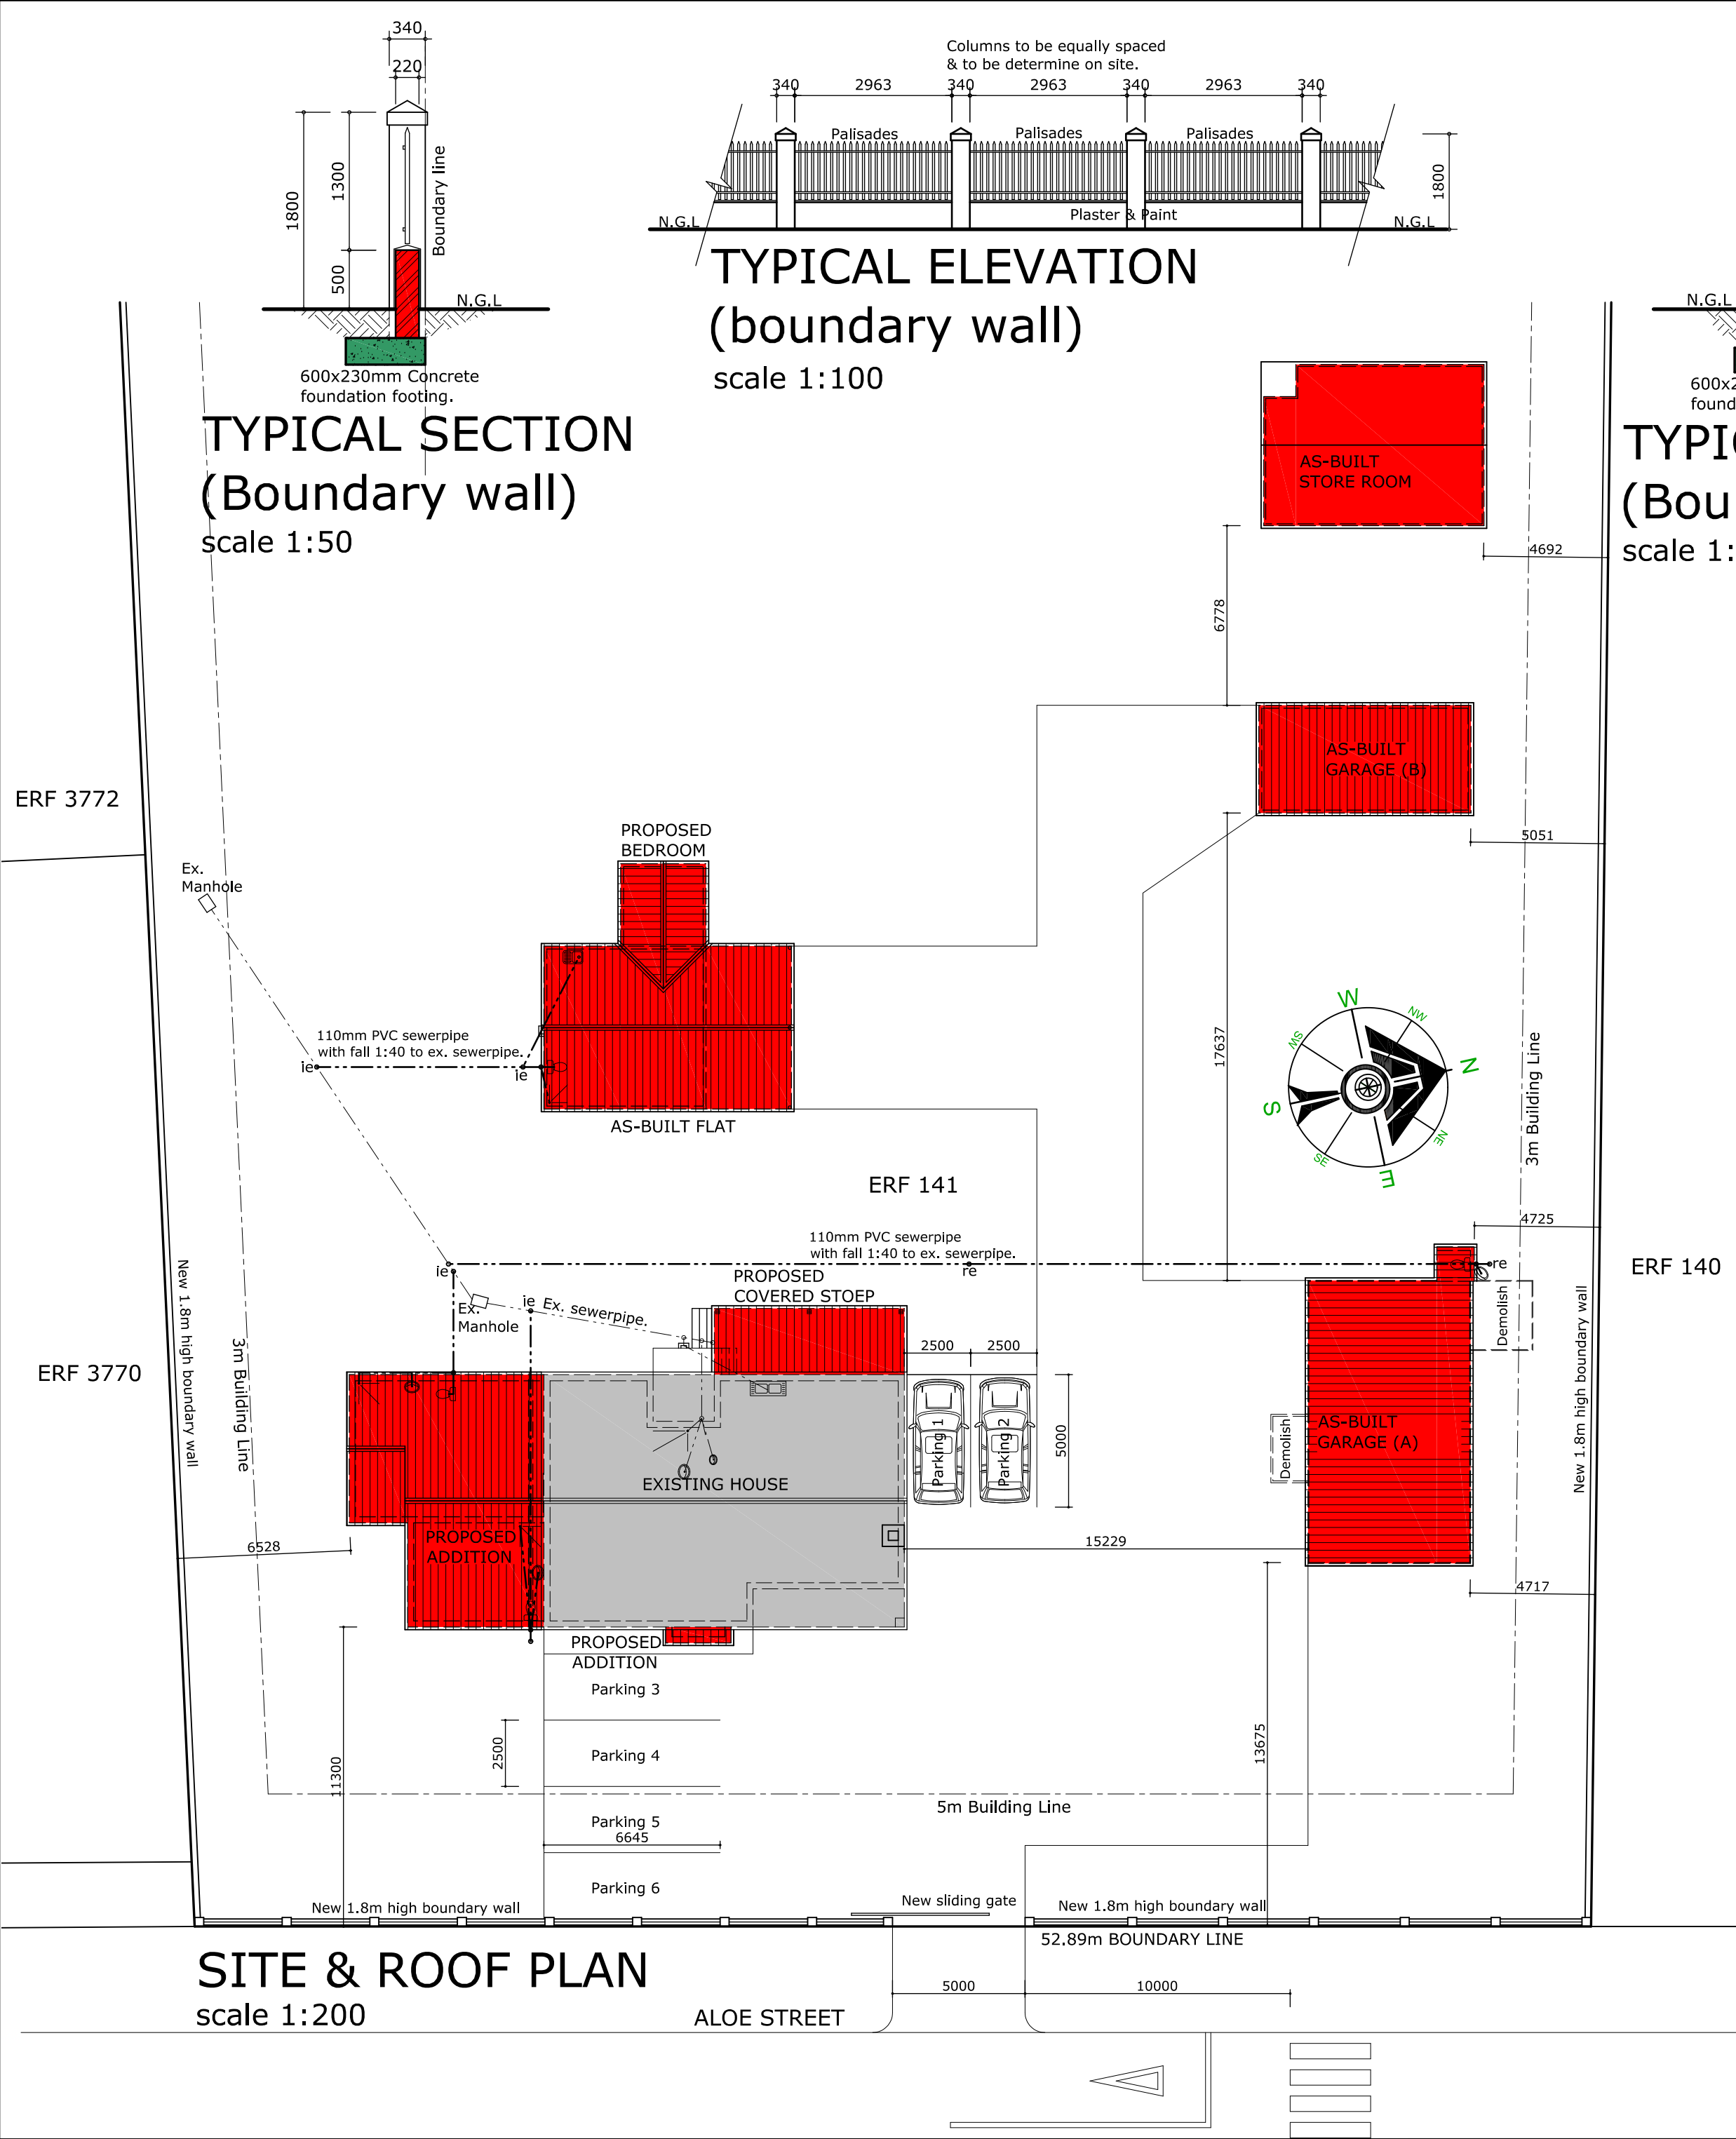 340
220
1800
1300
500
Boundary line
N.G.L
600x230mm Concrete
foundation footing.
TYPICAL SECTION
(Boundary wall)
scale 1:50
Columns to be equally spaced
& to be determine on site.
340
2963
340
2963
340
2963
340
Palisades
Palisades
Palisades
1800
Plaster & Paint
N.G.L
N.G.L
TYPICAL ELEVATION
(boundary wall)
scale 1:100
N.G.L
600x2
found
TYPI
(Bou
scale 1:
AS-BUILT
STORE ROOM
4692
6778
AS-BUILT
GARAGE (B)
5051
ERF 3772
PROPOSED
BEDROOM
Ex.
Manhole
110mm PVC sewerpipe
with fall 1:40 to ex. sewerpipe.
ie
ie
AS-BUILT FLAT
17637
W
NW
N
NE
E
SE
S
SW
3m Building Line
ERF 141
4725
110mm PVC sewerpipe
with fall 1:40 to ex. sewerpipe.
ie
re
re
ERF 140
PROPOSED
COVERED STOEP
Ex.
Manhole
ie Ex. sewerpipe.
New 1.8m high boundary wall
3m Building Line
Demolish
New 1.8m high boundary wall
2500
2500
ERF 3770
Parking 1
Parking 2
5000
Demolish
AS-BUILT
GARAGE (A)
EXISTING HOUSE
PROPOSED
ADDITION
6528
15229
4717
PROPOSED
ADDITION
Parking 3
2500
Parking 4
11300
13675
5m Building Line
Parking 5
6645
Parking 6
New 1.8m high boundary wall
New sliding gate
New 1.8m high boundary wall
52.89m BOUNDARY LINE
SITE & ROOF PLAN
scale 1:200
5000
10000
ALOE STREET